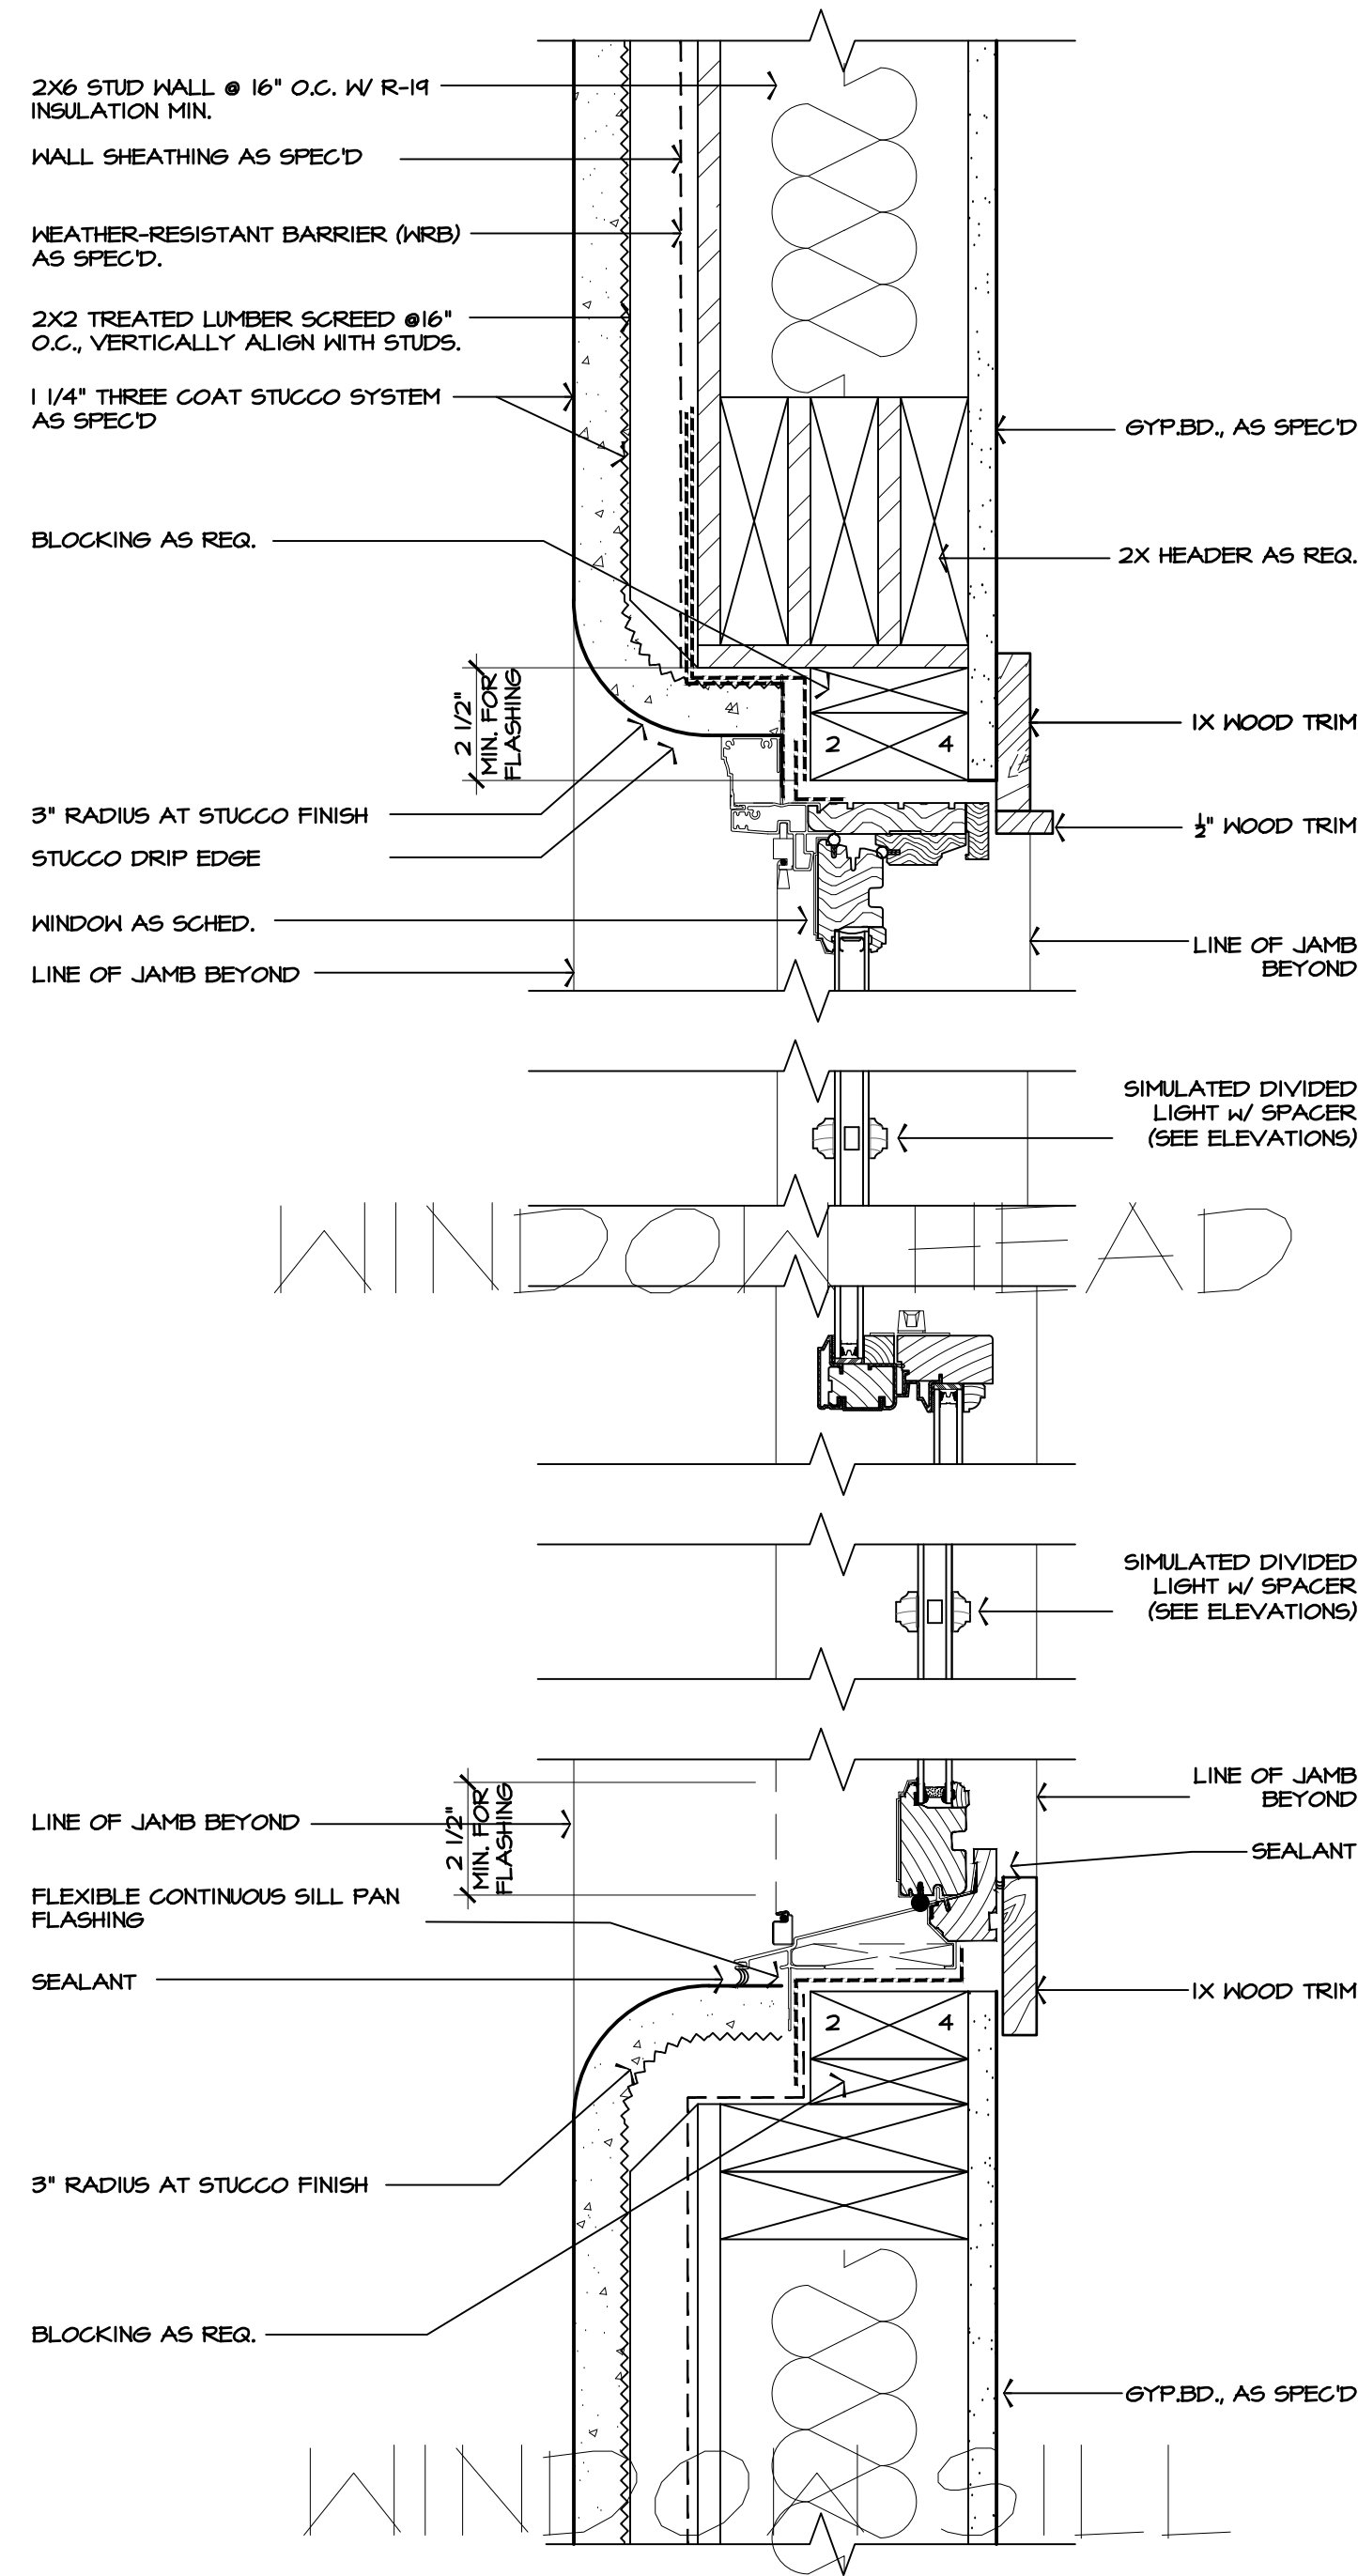 2X6 STUD WALL @ 16" O.C. W/ R-19
INSULATION MIN.
WALL SHEATHING AS SPEC'D
WEATHER-RESISTANT BARRIER (WRB)
AS SPEC'D.
2X2 TREATED LUMBER SCREED @16"
O.C., VERTICALLY ALIGN WITH STUDS.
1 1/4" THREE COAT STUCCO SYSTEM
AS SPEC'D
GYP.BD., AS SPEC'D
BLOCKING AS REQ.
2X HEADER AS REQ.
2 1/2"
MIN. FOR
FLASHING
2 4
1X WOOD TRIM
3" RADIUS AT STUCCO FINISH
½" WOOD TRIM
STUCCO DRIP EDGE
WINDOW AS SCHED.
LINE OF JAMB
BEYOND
LINE OF JAMB BEYOND
SIMULATED DIVIDED
LIGHT W/ SPACER
(SEE ELEVATIONS)
WINDOW HEAD
SIMULATED DIVIDED
LIGHT W/ SPACER
(SEE ELEVATIONS)
LINE OF JAMB
BEYOND
LINE OF JAMB BEYOND
2 1/2"
MIN. FOR
FLASHING
SEALANT
FLEXIBLE CONTINUOUS SILL PAN
FLASHING
SEALANT
1X WOOD TRIM
2 4
3" RADIUS AT STUCCO FINISH
BLOCKING AS REQ.
GYP.BD., AS SPEC'D
WINDOW SILL